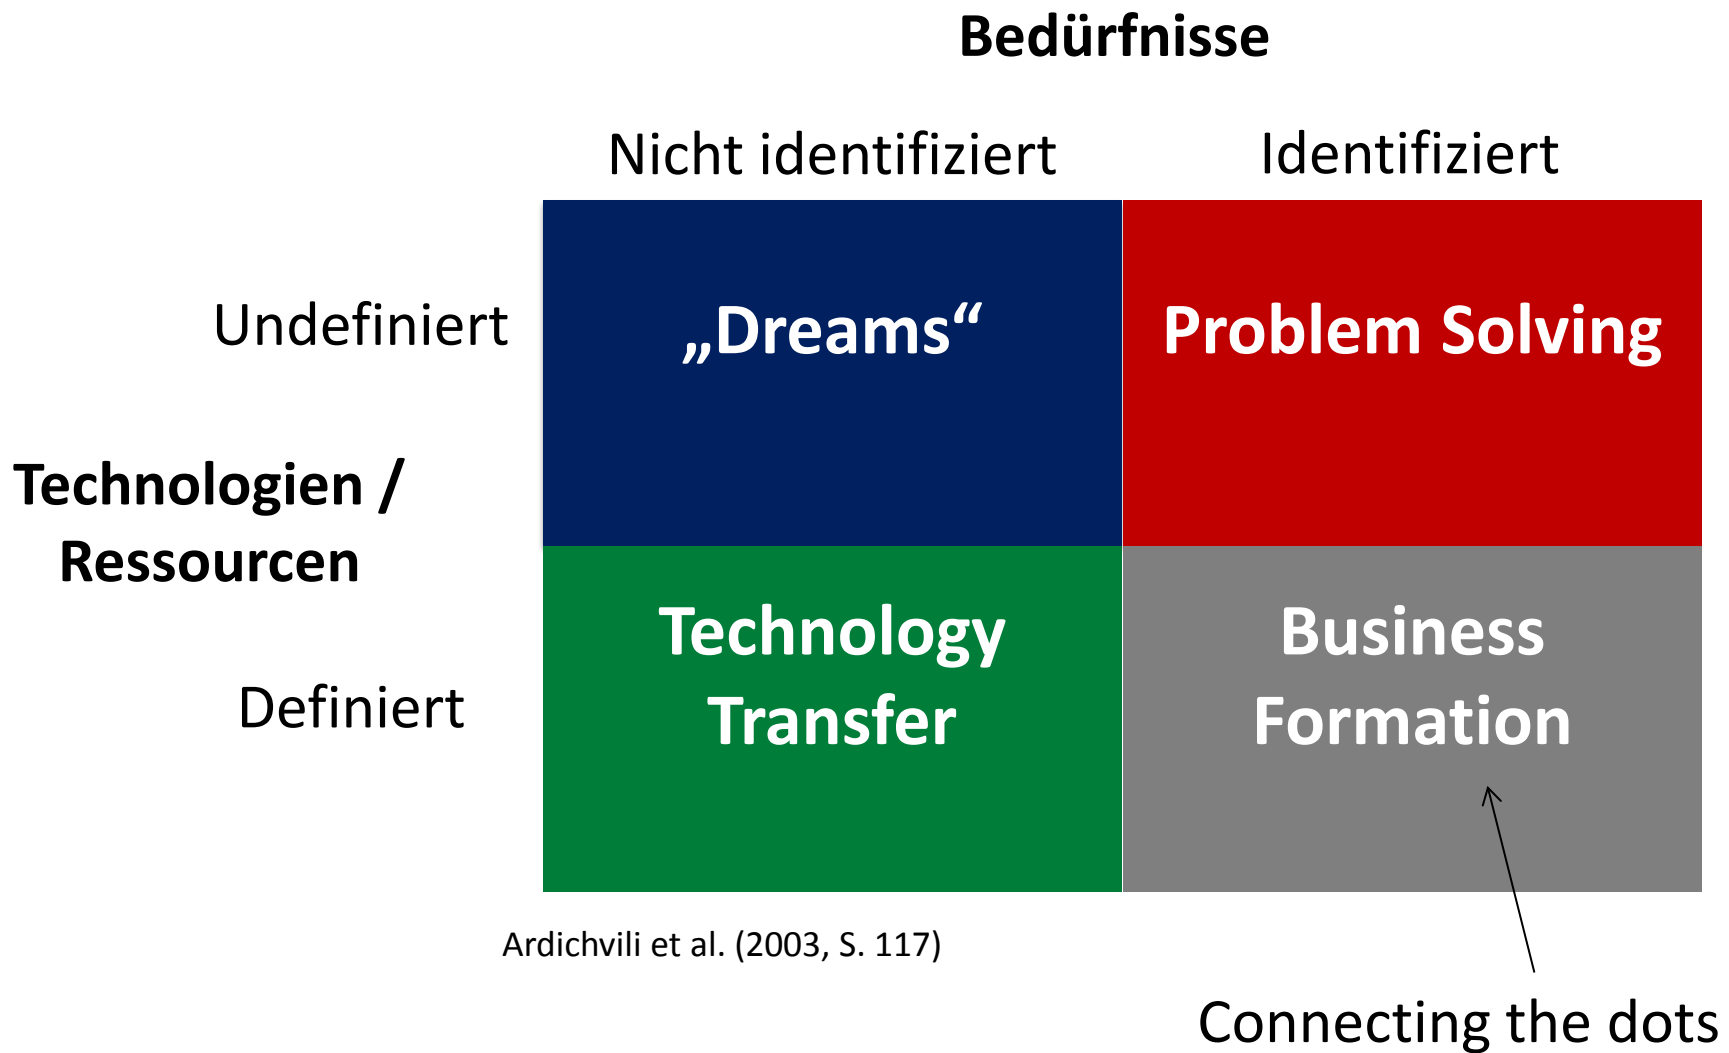 Bedürfnisse
Nicht identifiziert
Identifiziert
Undefiniert
„Dreams“
Problem Solving
Technologien /
Ressourcen
Technology
Transfer
Business
Formation
Definiert
Ardichvili et al. (2003, S. 117)
Connecting the dots